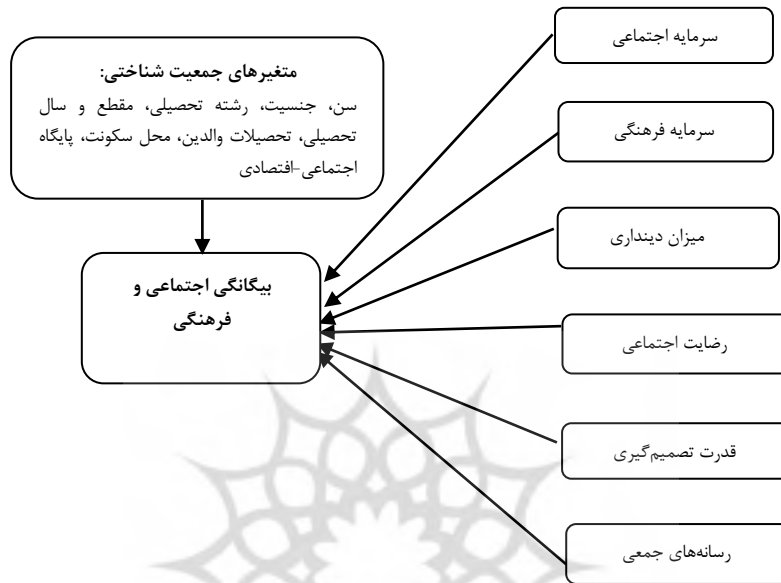 سرمایه اجتماعی
متغیرهای جمعیت شناختی:
سن، جنسیت، رشته تحصیلی، مقطع و سال
تحصیلی، تحصیلات والدین، محل سکونت، پایگاه
اجتماعی-اقتصادی
سرمایه فرهنگی
میزان دینداری
بیگانگی اجتماعی و
فرهنگی
رضایت اجتماعی
قدرت تصمیم‌گیری
رسانه‌های جمعی